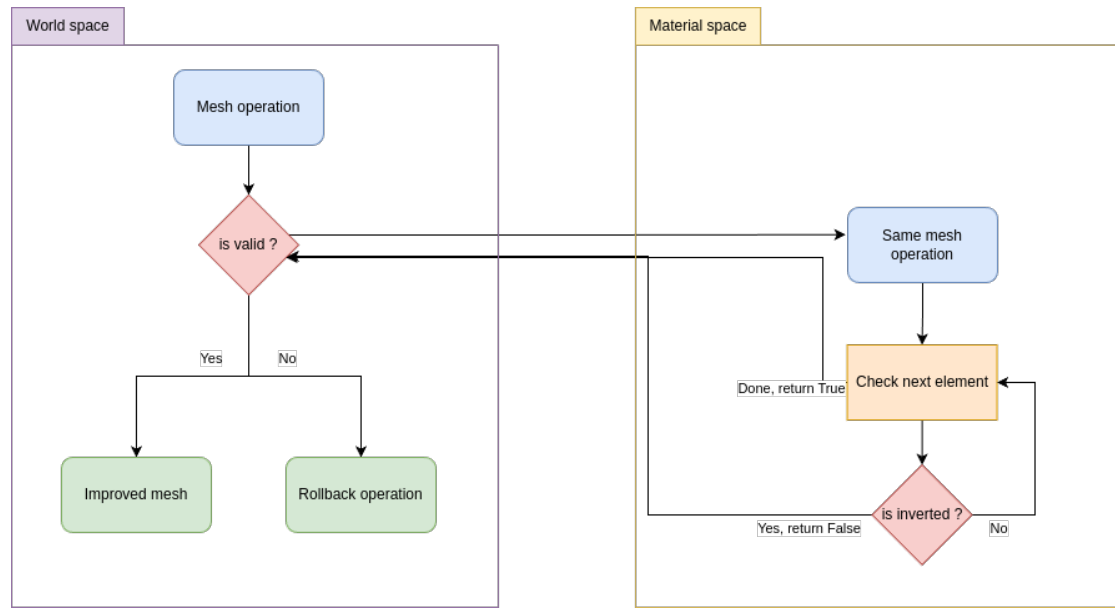 World space
Material space
Mesh operation
is valid ?
Same mesh
operation
Yes
No
Check next element
Done, return True
Improved mesh
Rollback operation
is inverted ?
Yes, return False
No